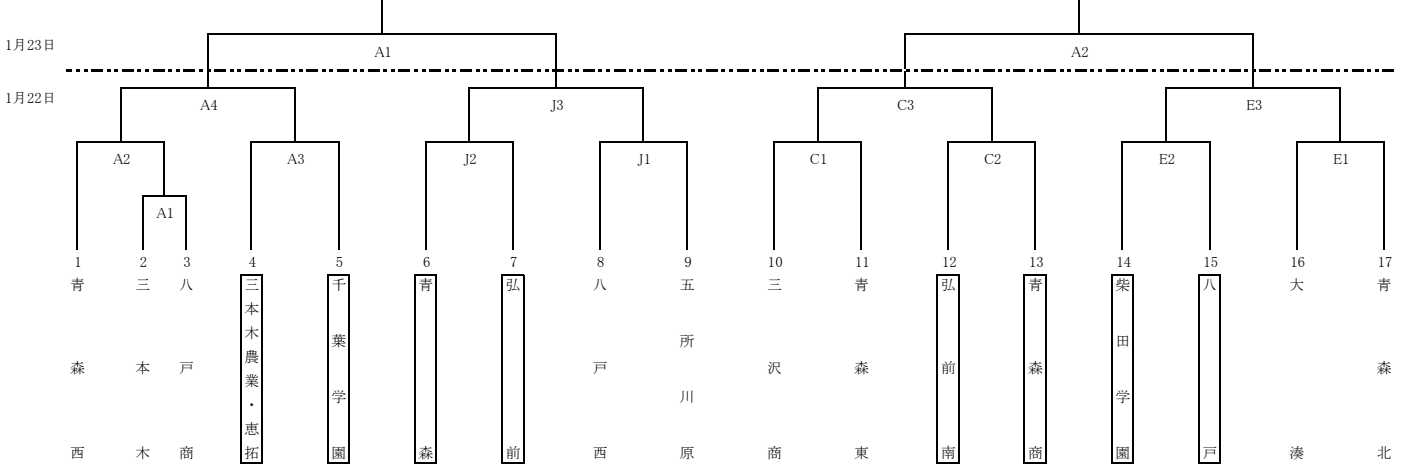 1月23日
A1
A2
1月22日
A4
J3
C3
E3
A2
A3
J2
J1
C1
C2
E2
E1
A1
1
2
3
4
5
6
7
8
9
10
11
12
13
14
15
16
17
青森西
三本木
八戸商
三本木農業・恵拓
千葉学園
青森
弘前
八戸西
五所川原
三沢商
青森東
弘前南
青森商
柴田学園
八戸
大湊
青森北